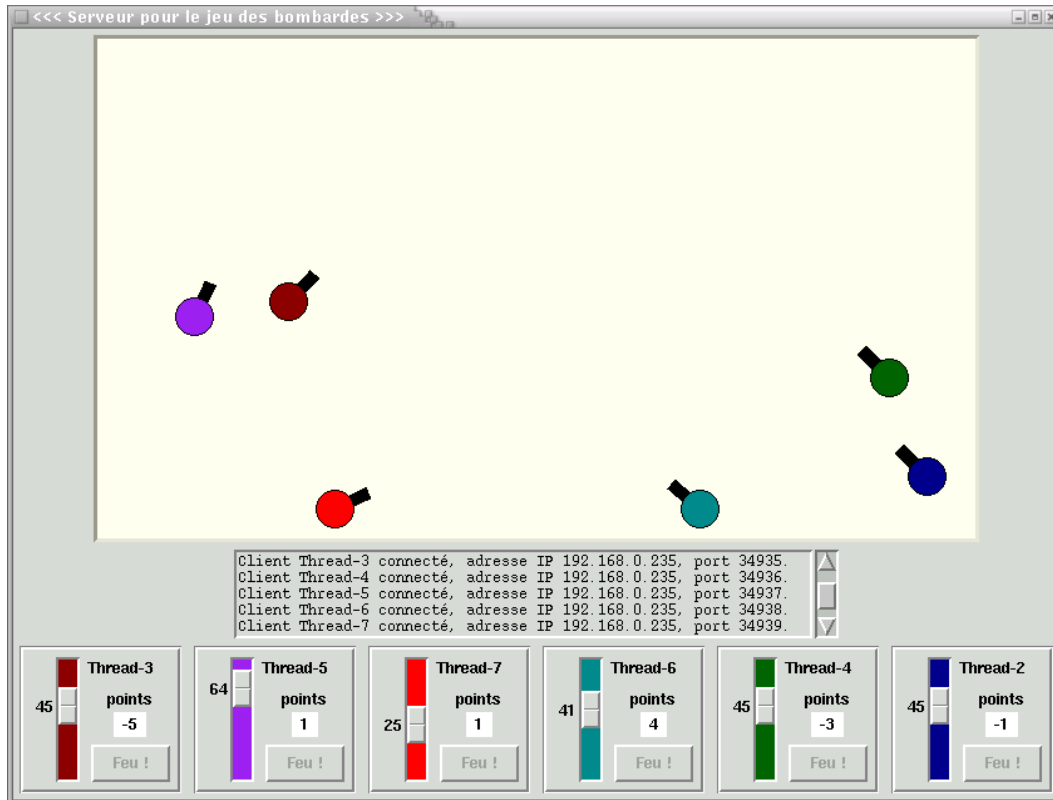 <<< Serveur pour le jeu des bombardes >>>
Client Thread-3 connecté, adresse IP 192.168.0.235, port 34935.
Client Thread-4 connecté, adresse IP 192.168.0.235, port 34936.
Client Thread-5 connecté, adresse IP 192.168.0.235, port 34937.
Client Thread-6 connecté, adresse IP 192.168.0.235, port 34938.
Client Thread-7 connecté, adresse IP 192.168.0.235, port 34939.
Thread-3
45
points
-5
Feu !
Thread-5
64
points
1
Feu !
Thread-7
25
points
1
Feu !
Thread-6
41
points
4
Feu !
Thread-4
45
points
-3
Feu !
Thread-2
45
points
-1
Feu !